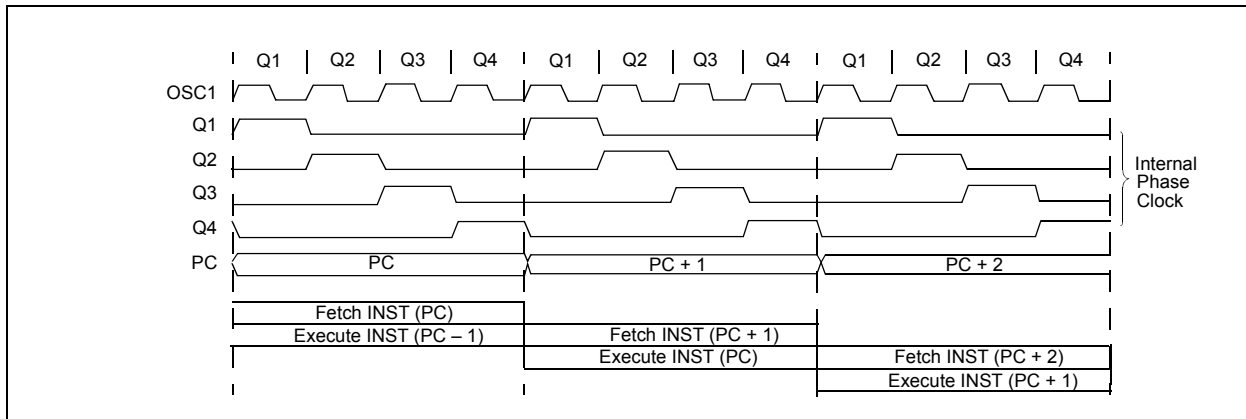 Q1 Q2 Q3 Q4 Q1 Q2 Q3 Q4 Q1 Q2 Q3 Q4
OSC1
Q1
Q2
Q3
Q4
PC
Internal
Phase
Clock
PC PC + 1 PC + 2
Fetch INST (PC)
Execute INST (PC – 1) Fetch INST (PC + 1)
Execute INST (PC) Fetch INST (PC + 2)
Execute INST (PC + 1)